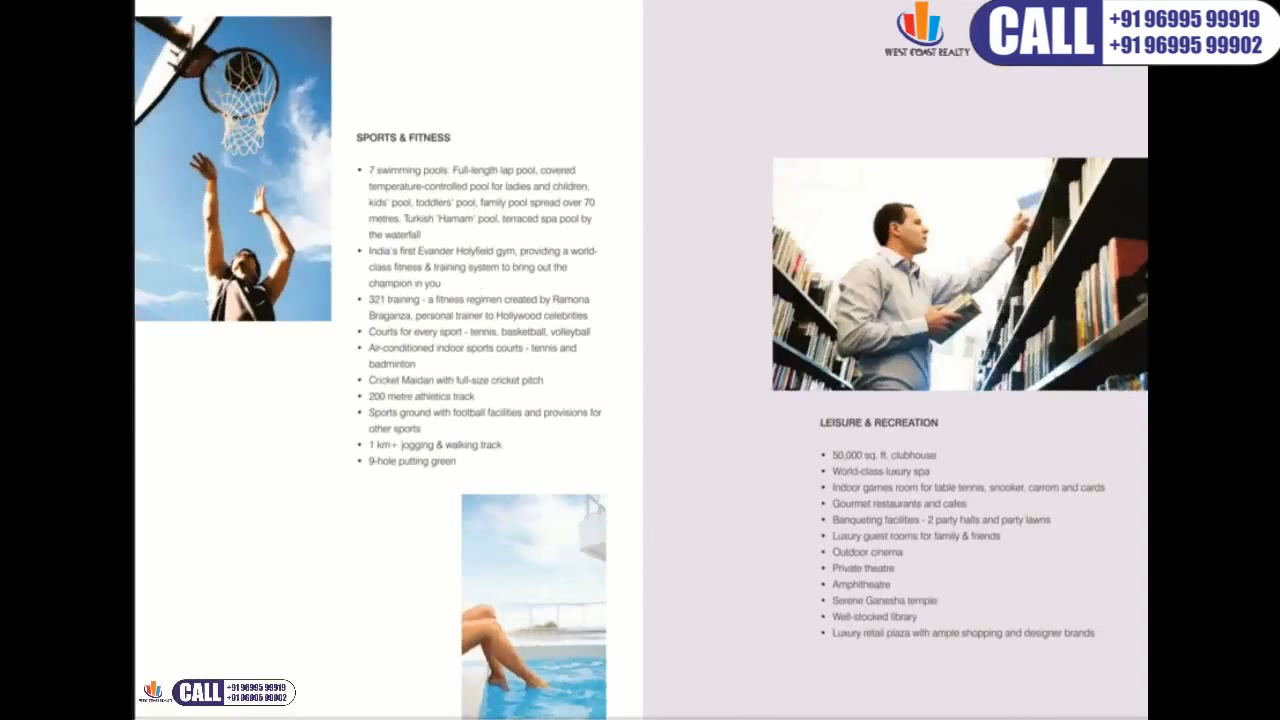 WEST COAST REALTY
CALL
+91 96995 99919
+91 96995 99902
SPORTS & FITNESS
• 7 swimming pools: Full-length lap pool, covered
temperature-controlled pool for ladies and children,
kids' pool, toddlers' pool, family pool spread over 70
metres, Turkish 'Hamam' pool, terraced spa pool by
the waterfall
• India's first Evander Holyfield gym, providing a world-
class fitness & training system to bring out the
champion in you
• 321 training - a fitness regimen created by Ramona
Braganza, personal trainer to Hollywood celebrities
• Courts for every sport - tennis, basketball, volleyball
• Air-conditioned indoor sports courts - tennis and
badminton
• Cricket Maidan with full-size cricket pitch
• 200 metre athletics track
• Sports ground with football facilities and provisions for
other sports
• 1 km+ jogging & walking track
• 9-hole putting green
LEISURE & RECREATION
• 50,000 sq. ft. clubhouse
• World-class luxury spa
• Indoor games room for table tennis, snooker, carrom and cards
• Gourmet restaurants and cafes
• Banqueting facilities - 2 party halls and party lawns
• Luxury guest rooms for family & friends
• Outdoor cinema
• Private theatre
• Amphitheatre
• Serene Ganesha temple
• Well-stocked library
• Luxury retail plaza with ample shopping and designer brands
WEST COAST REALTY
CALL
+91 96995 99919
+91 96995 99902